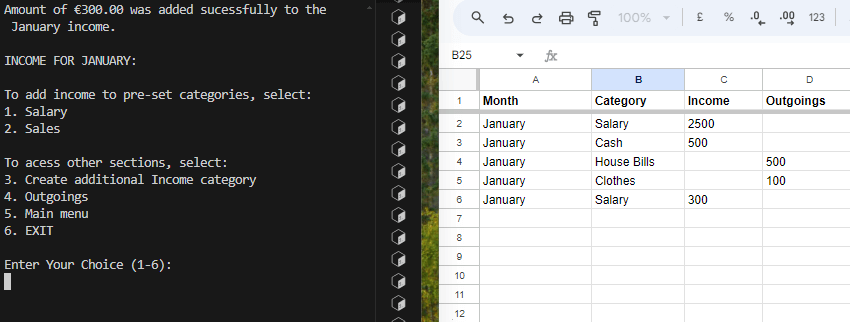 Amount of €300.00 was added sucessfully to the
January income.
INCOME FOR JANUARY:
To add income to pre-set categories, select:
1. Salary
2. Sales
To acess other sections, select:
3. Create additional Income category
4. Outgoings
5. Main menu
6. EXIT
Enter Your Choice (1-6):
100% £ .0 .00 123
B25 fx
A B C D
1 Month Category Income Outgoings
2 January Salary 2500
3 January Cash 500
4 January House Bills 500
5 January Clothes 100
6 January Salary 300
7
8
9
10
11
12